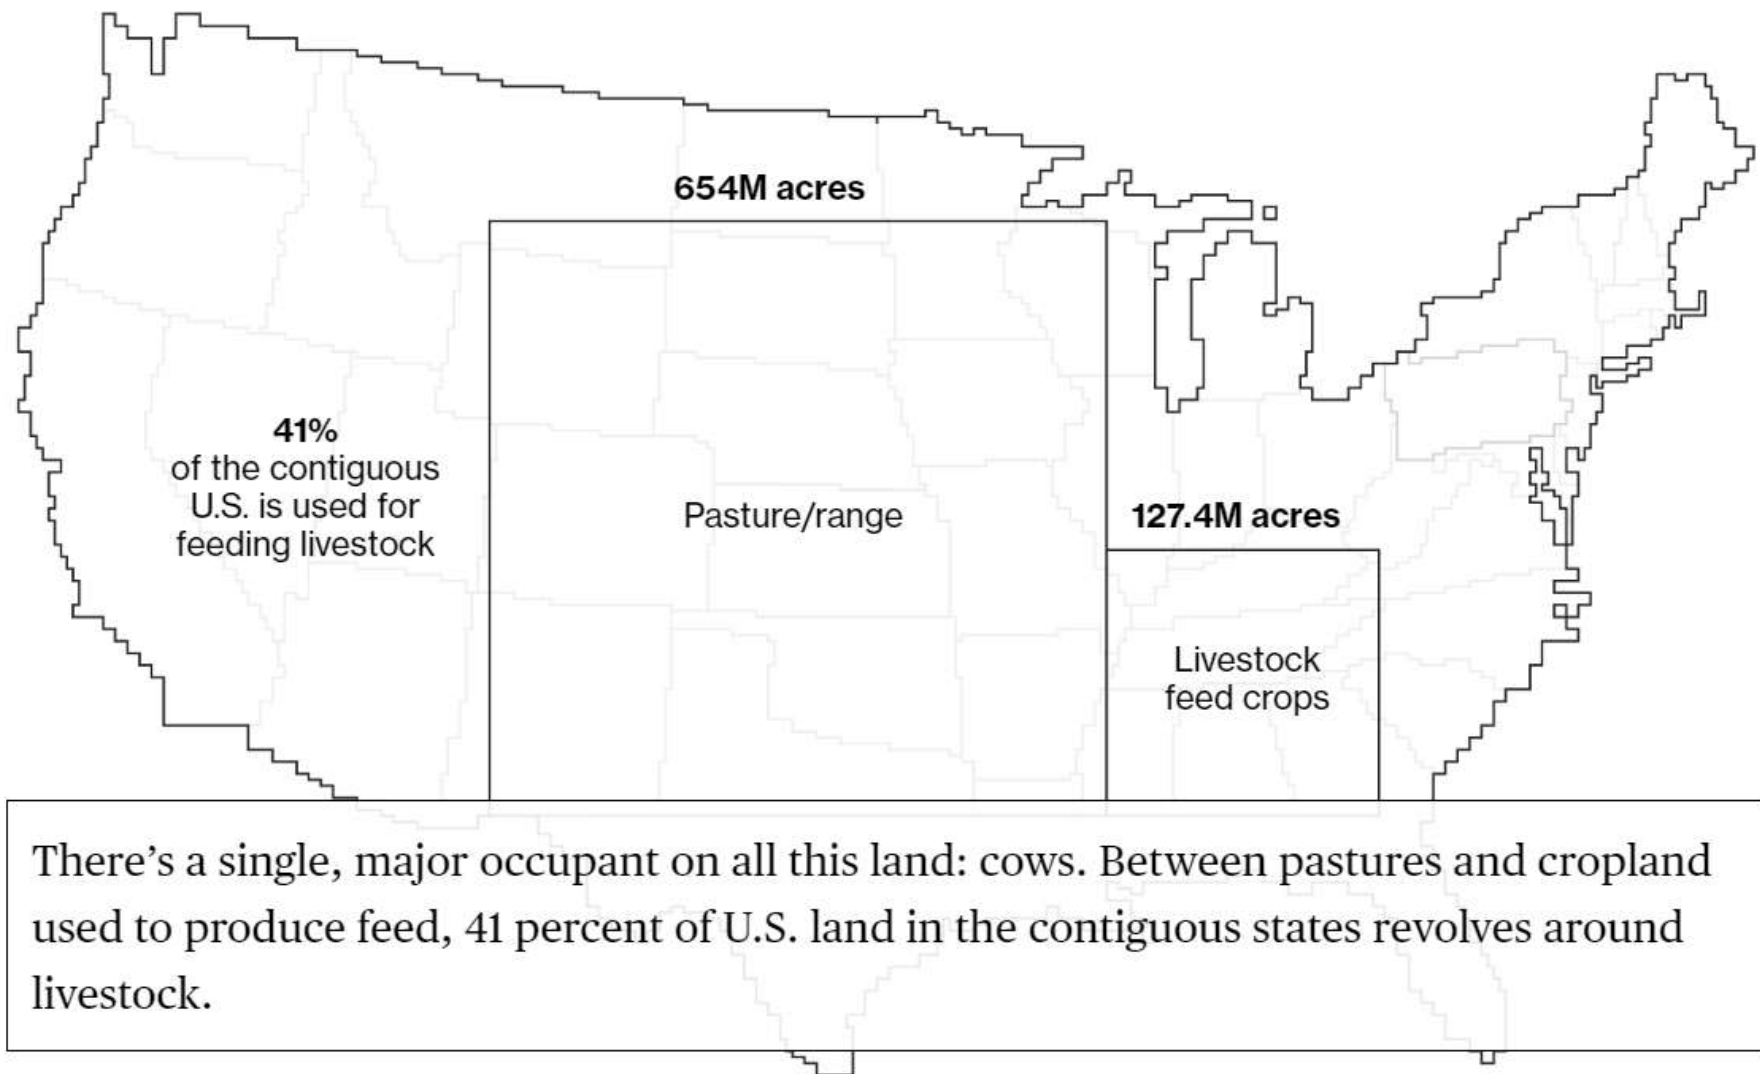 654M acres
41%
of the contiguous
U.S. is used for
feeding livestock
Pasture/range
127.4M acres
Livestock
feed crops
There’s a single, major occupant on all this land: cows. Between pastures and cropland
used to produce feed, 41 percent of U.S. land in the contiguous states revolves around
livestock.